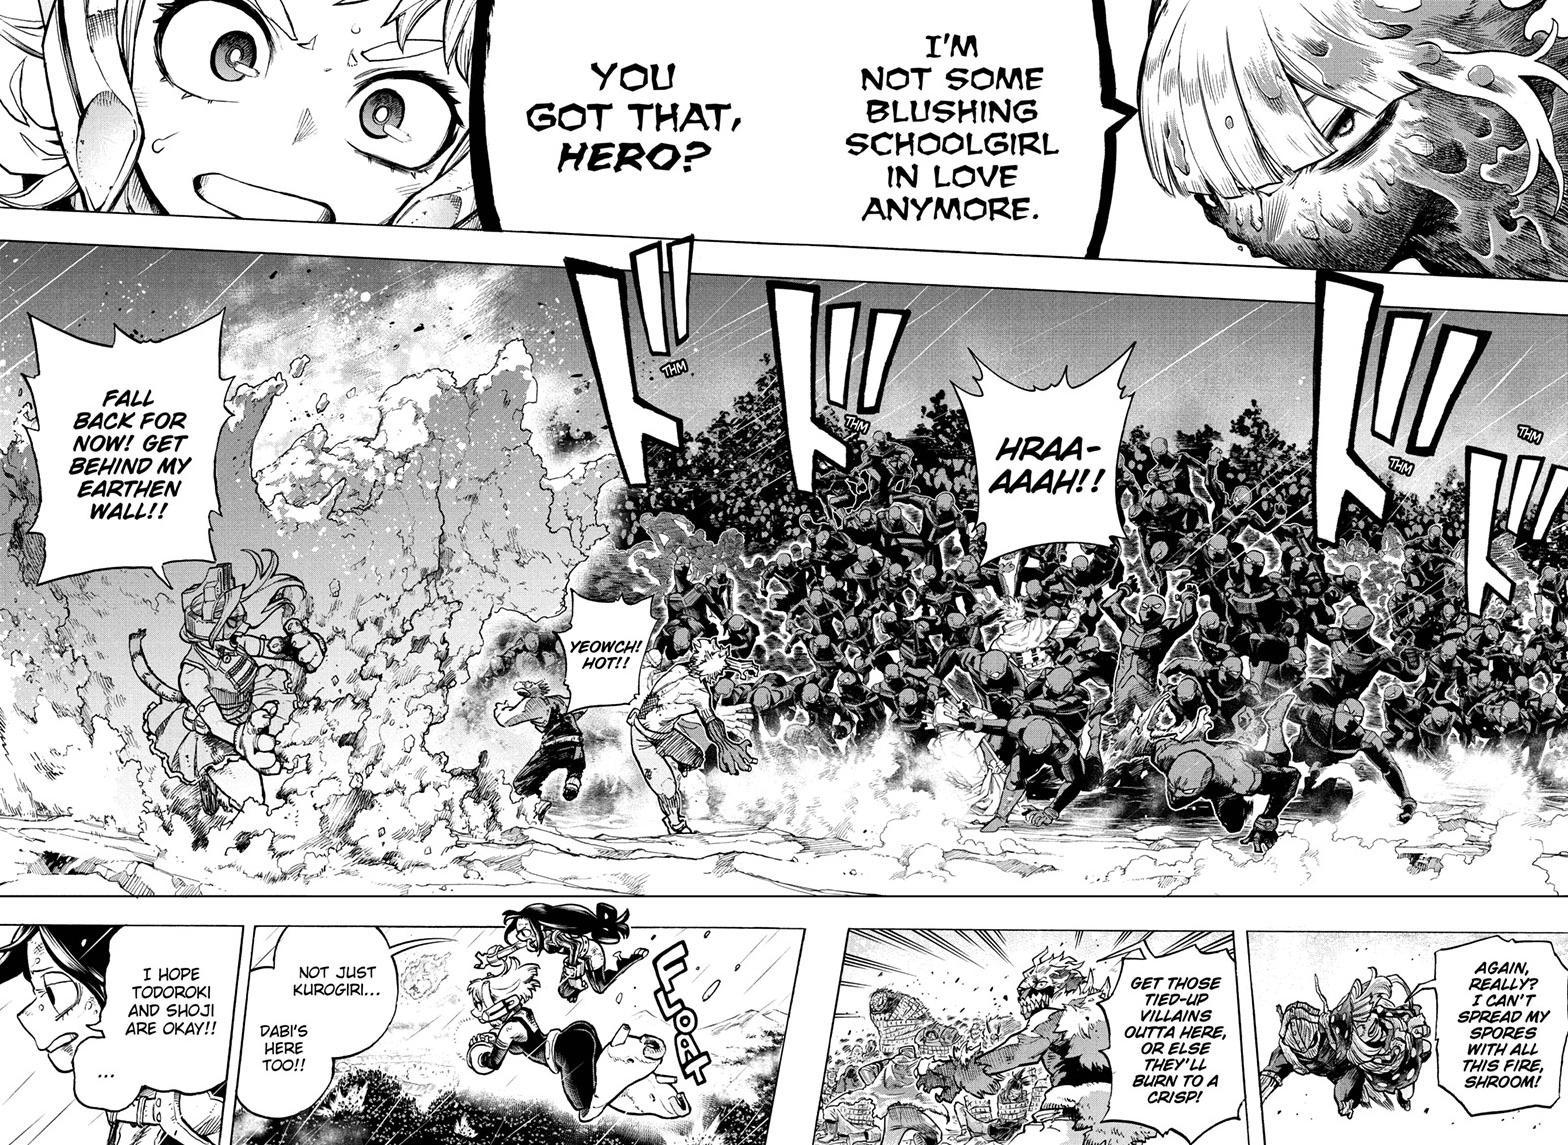 I'M
NOT SOME
BLUSHING
SCHOOLGIRL
IN LOVE
ANYMORE.
YOU
GOT THAT,
HERO?
THM
ド
THM
ド
HRAA-
AAAH!!
THM
ド
THM
ド
YEOWCH!
HOT!!
FALL
BACK FOR
NOW! GET
BEHIND MY
EARTHEN
WALL!!
AGAIN,
REALLY?
I CAN'T
SPREAD MY
SPORES
WITH ALL
THIS FIRE,
SHROOM!
GET THOSE
TIED-UP
VILLAINS
OUTTA HERE,
OR ELSE
THEY'LL
BURN TO A
CRISP!
FLOAT
NOT JUST
KUROGIRI...
DABI'S
HERE
TOO!!
I HOPE
TODOROKI
AND SHOJI
ARE OKAY!!
...